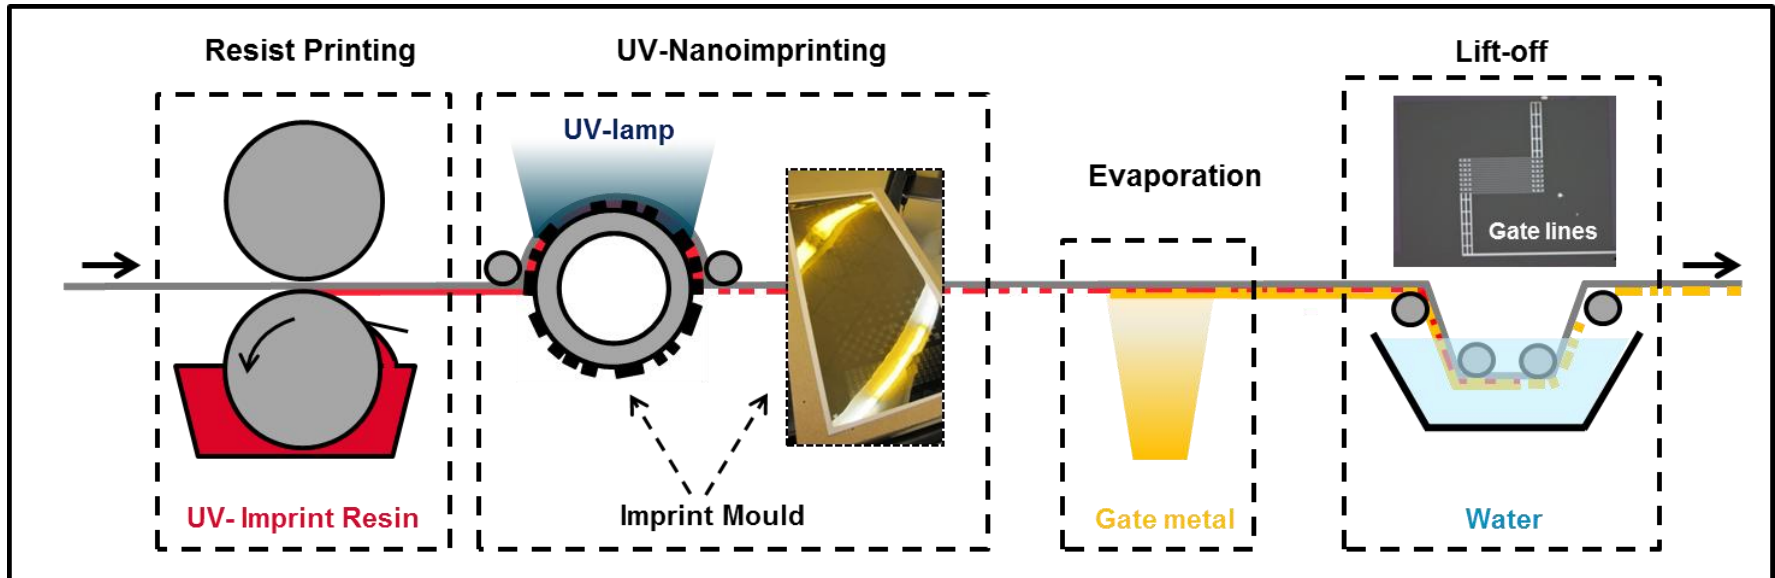 Resist Printing
UV-Nanoimprinting
Lift-off
UV-lamp
Evaporation
Gate lines
UV- Imprint Resin
Imprint Mould
Gate metal
Water